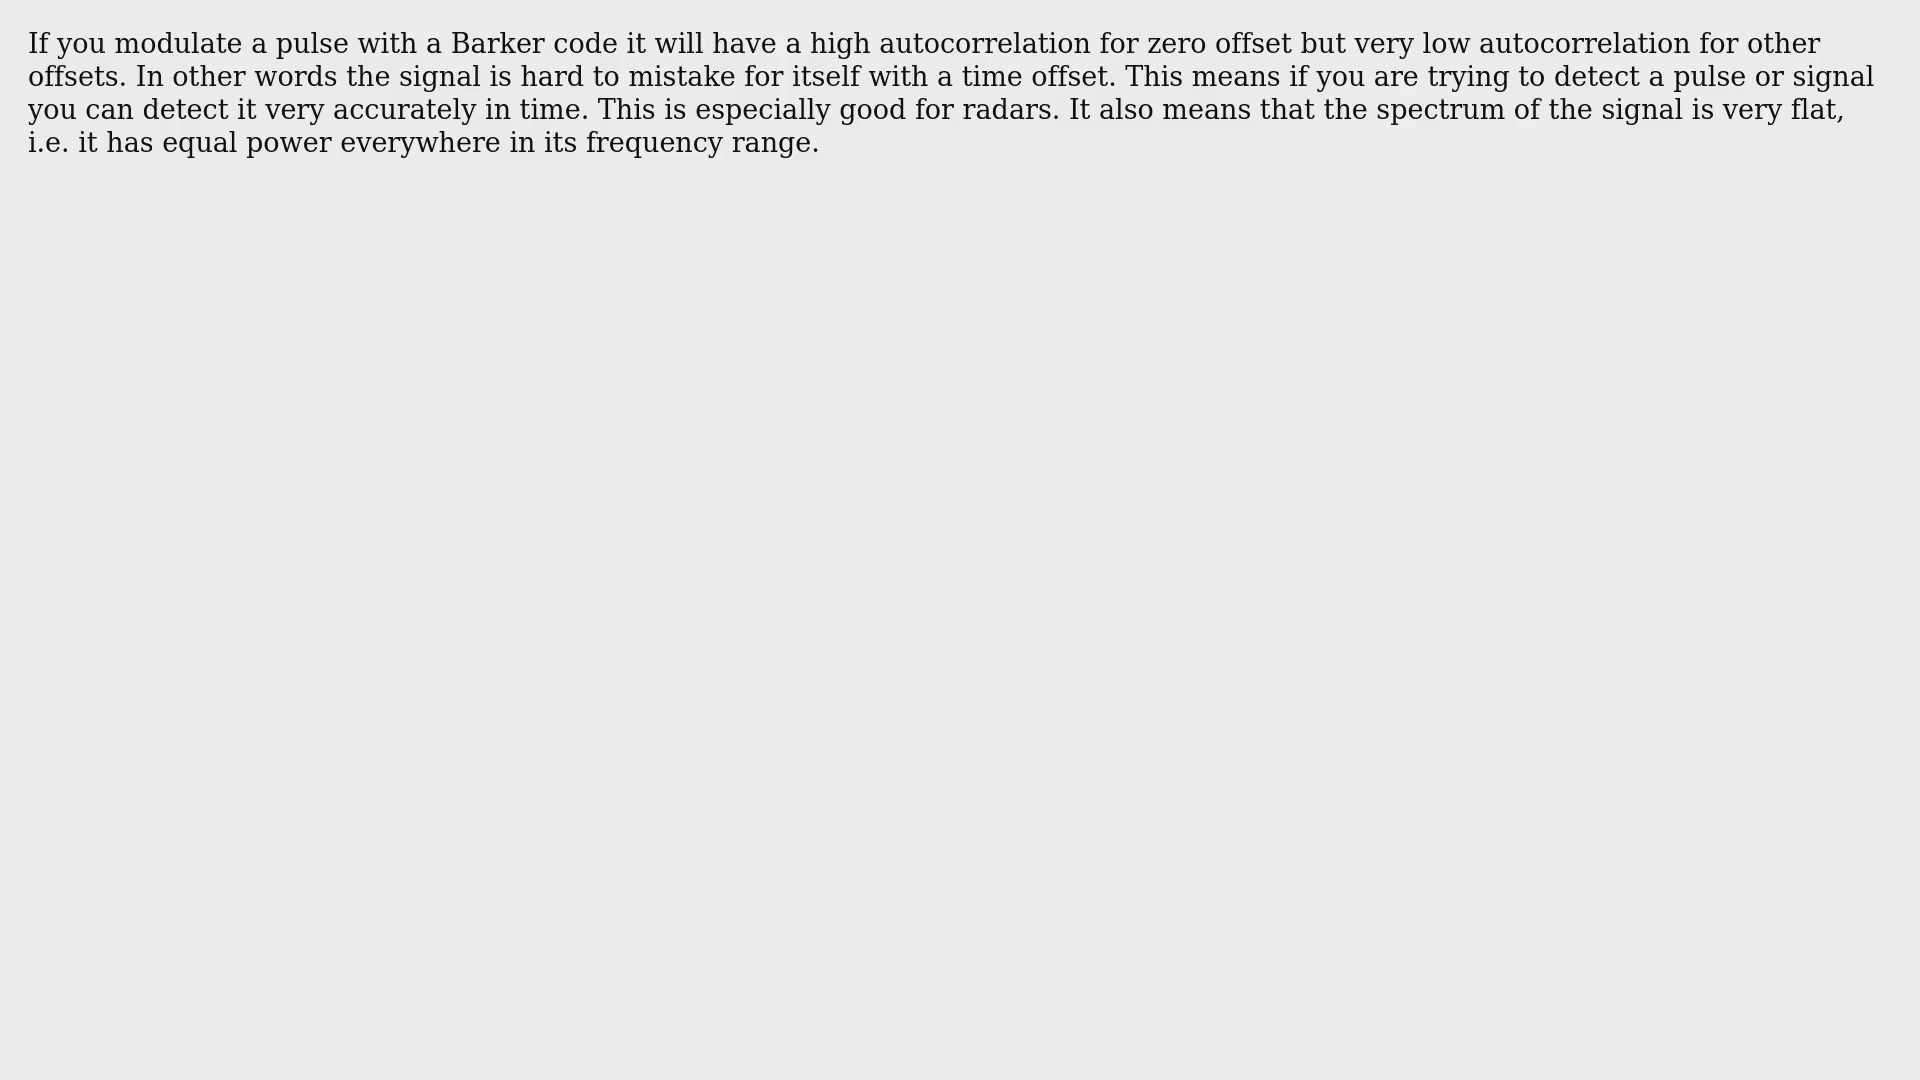 If you modulate a pulse with a Barker code it will have a high autocorrelation for zero offset but very low autocorrelation for other
offsets. In other words the signal is hard to mistake for itself with a time offset. This means if you are trying to detect a pulse or signal
you can detect it very accurately in time. This is especially good for radars. It also means that the spectrum of the signal is very flat,
i.e. it has equal power everywhere in its frequency range.